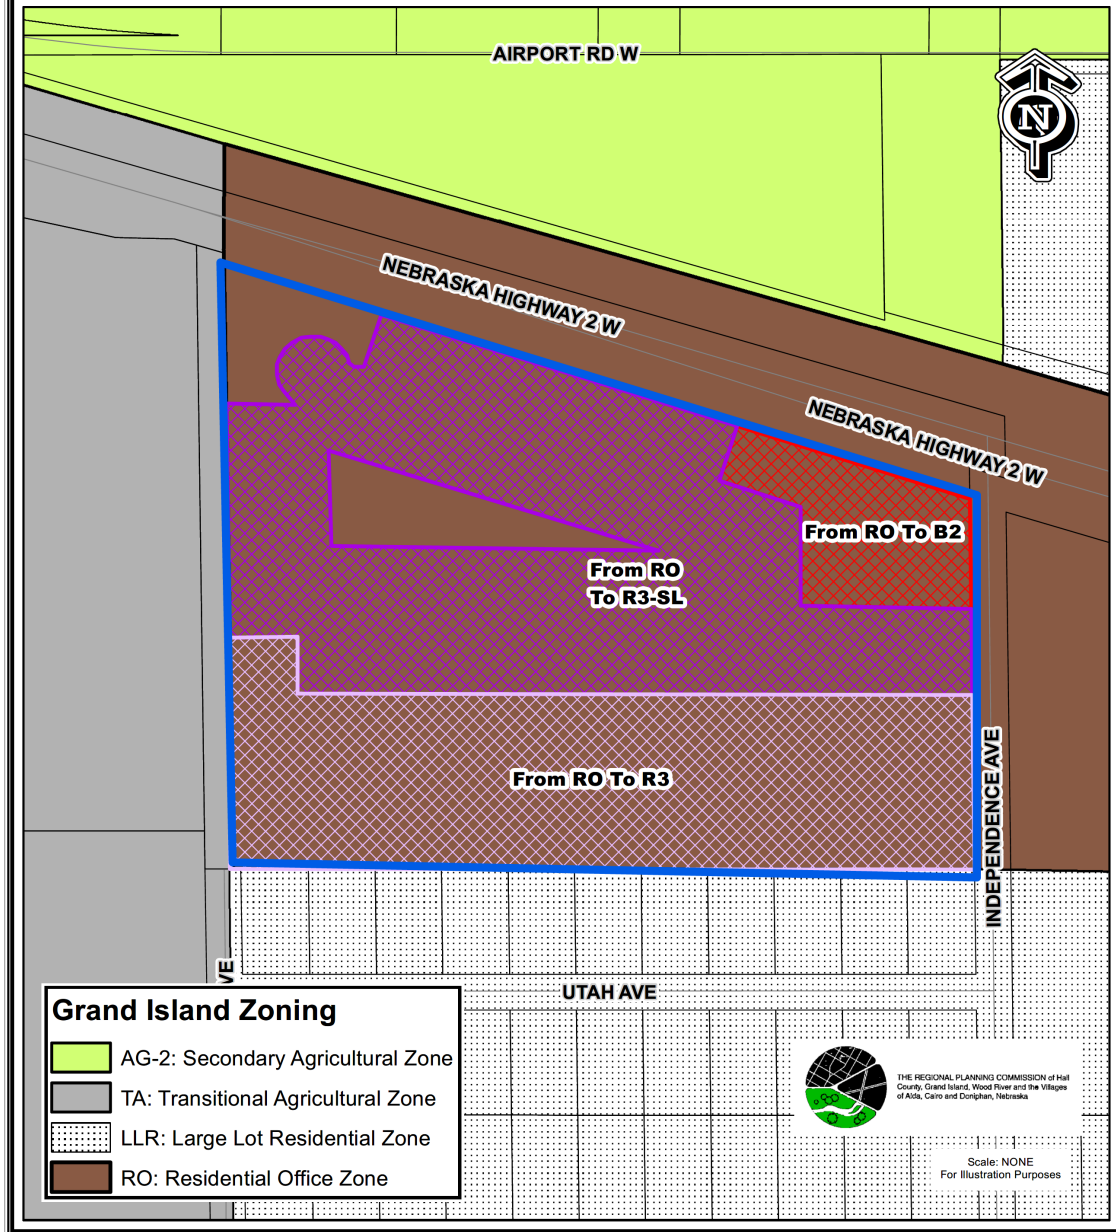 AIRPORT RD W
N
NEBRASKA HIGHWAY 2 W
NEBRASKA HIGHWAY 2 W
From RO To B2
From RO
To R3-SL
From RO To R3
INDEPENDENCE AVE
VE
UTAH AVE
Grand Island Zoning
AG-2: Secondary Agricultural Zone
TA: Transitional Agricultural Zone
LLR: Large Lot Residential Zone
RO: Residential Office Zone
THE REGIONAL PLANNING COMMISSION of Hall
County, Grand Island, Wood River and the Villages
of Alda, Cairo and Doniphan, Nebraska
Scale: NONE
For Illustration Purposes